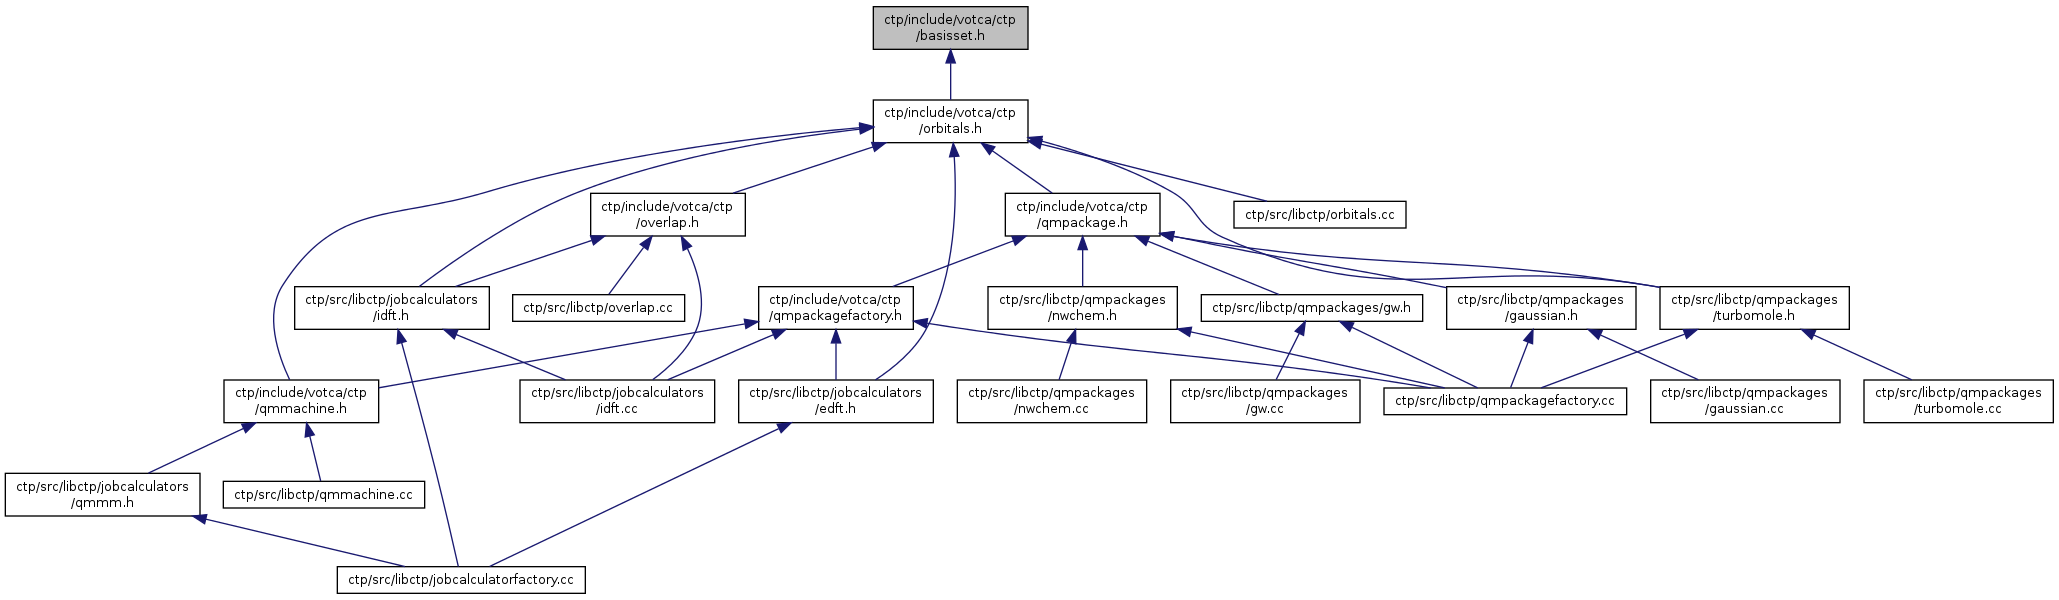 ctp/include/votca/ctp
/basisset.h
ctp/include/votca/ctp
/orbitals.h
ctp/include/votca/ctp
/overlap.h
ctp/include/votca/ctp
/qmpackage.h
ctp/src/libctp/orbitals.cc
ctp/src/libctp/jobcalculators
/idft.h
ctp/src/libctp/overlap.cc
ctp/include/votca/ctp
/qmpackagefactory.h
ctp/src/libctp/qmpackages
/nwchem.h
ctp/src/libctp/qmpackages/gw.h
ctp/src/libctp/qmpackages
/gaussian.h
ctp/src/libctp/qmpackages
/turbomole.h
ctp/include/votca/ctp
/qmmachine.h
ctp/src/libctp/jobcalculators
/idft.cc
ctp/src/libctp/jobcalculators
/edft.h
ctp/src/libctp/qmpackages
/nwchem.cc
ctp/src/libctp/qmpackages
/gw.cc
ctp/src/libctp/qmpackagefactory.cc
ctp/src/libctp/qmpackages
/gaussian.cc
ctp/src/libctp/qmpackages
/turbomole.cc
ctp/src/libctp/jobcalculators
/qmmm.h
ctp/src/libctp/qmmachine.cc
ctp/src/libctp/jobcalculatorfactory.cc